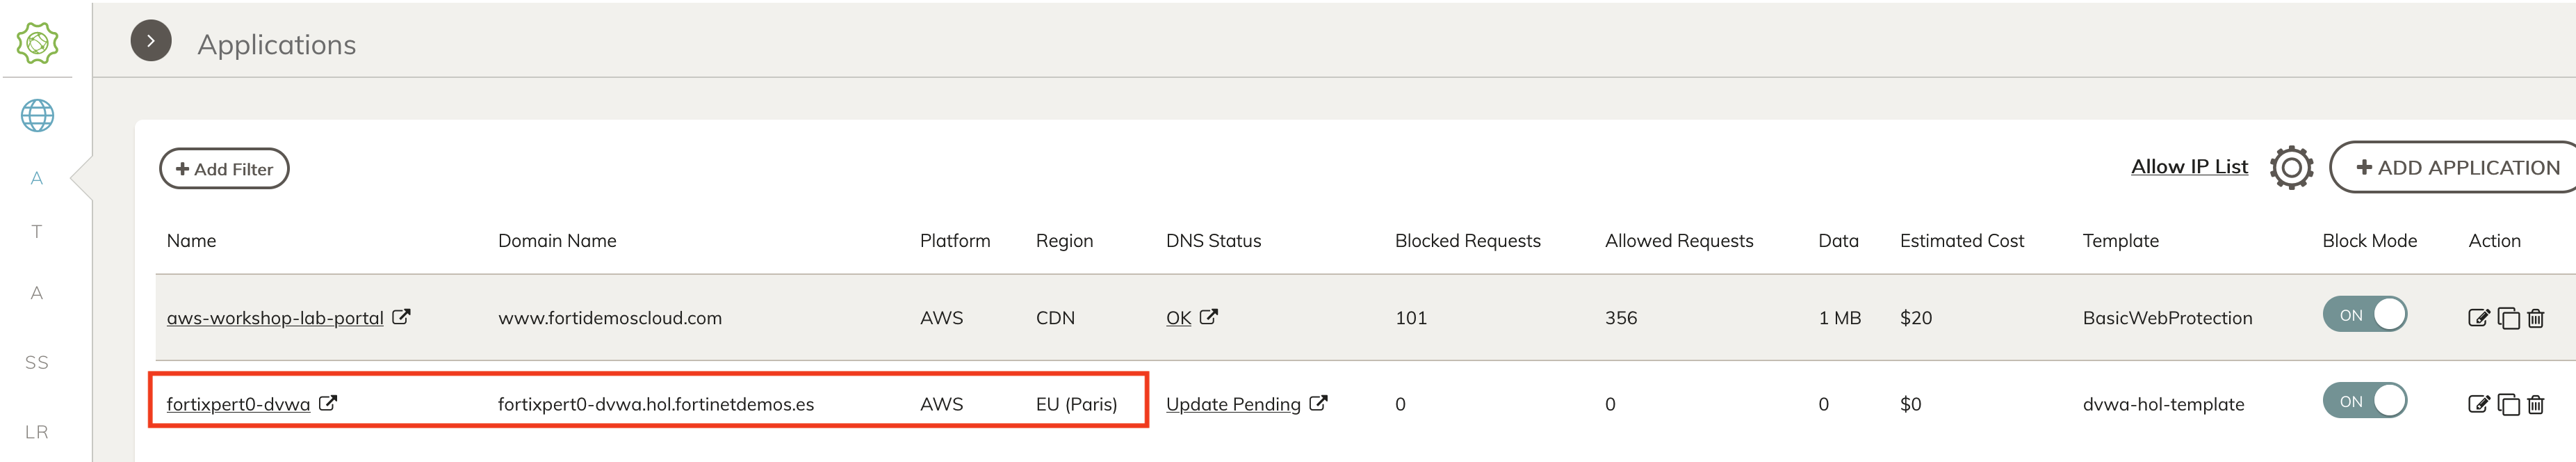 Applications
A
T
A
SS
LR
+ Add Filter
Allow IP List
+ ADD APPLICATION
Name Domain Name Platform Region DNS Status Blocked Requests Allowed Requests Data Estimated Cost Template Block Mode Action
aws-workshop-lab-portal www.fortidemoscloud.com AWS CDN OK 101 356 1 MB $20 BasicWebProtection ON
fortixpert0-dvwa fortixpert0-dvwa.hol.fortinetdemos.es AWS EU (Paris) Update Pending 0 0 0 $0 dvwa-hol-template ON